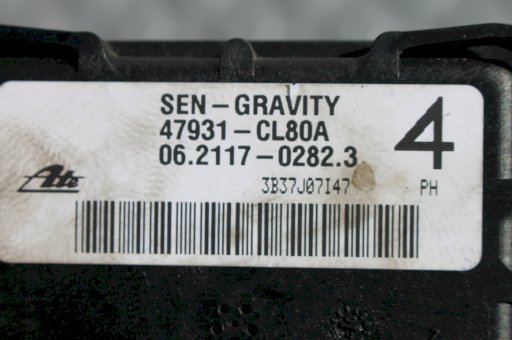 SEN-GRAVITY
47931-CL80A
06.2117-0282.3
4
Ate
3B37J07I47
PH